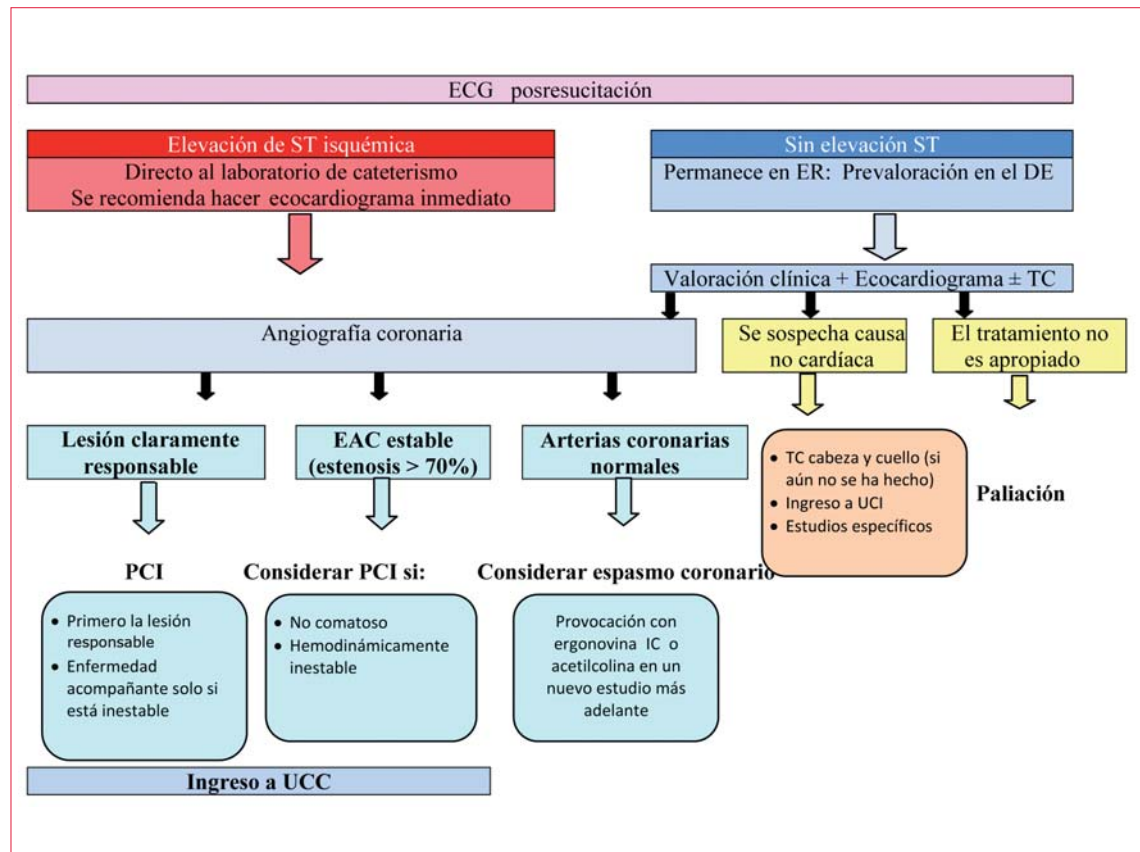 ECG posresucitación
Elevación de ST isquémica
Directo al laboratorio de cateterismo
Se recomienda hacer ecocardiograma inmediato
Sin elevación ST
Permanece en ER: Prevaloración en el DE
Valoración clínica + Ecocardiograma ± TC
Angiografía coronaria
Se sospecha causa
no cardíaca
El tratamiento no
es apropiado
Lesión claramente
responsable
EAC estable
(estenosis > 70%)
Arterias coronarias
normales
• TC cabeza y cuello (si
aún no se ha hecho)
• Ingreso a UCI
• Estudios específicos
Paliación
PCI
• Primero la lesión
responsable
• Enfermedad
acompañante solo si
está inestable
Considerar PCI si:
• No comatoso
• Hemodinámicamente
inestable
Considerar espasmo coronario
Provocación con
ergonovina IC o
acetilcolina en un
nuevo estudio más
adelante
Ingreso a UCC